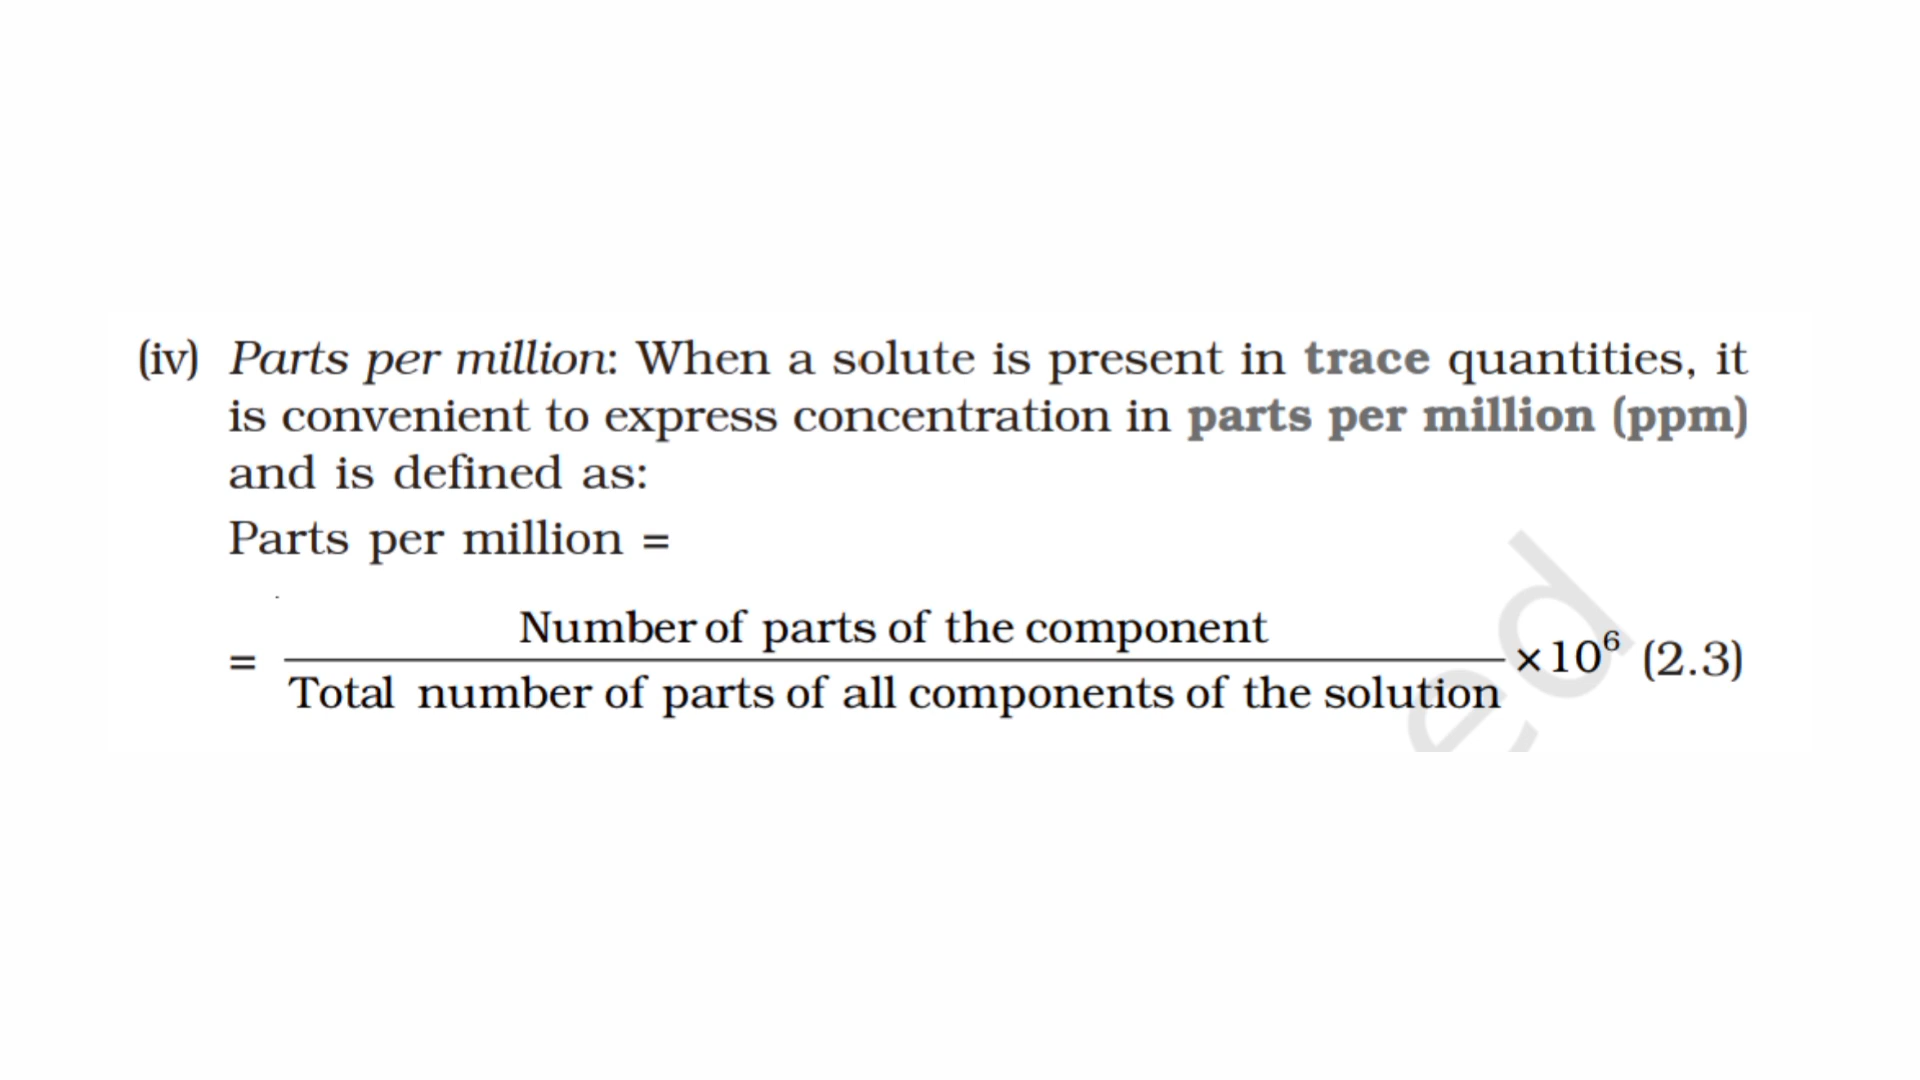 (iv) Parts per million: When a solute is present in trace quantities, it
is convenient to express concentration in parts per million (ppm)
and is defined as:
Parts per million =
= Number of parts of the component
Total number of parts of all components of the solution ×10⁶ (2.3)
ed